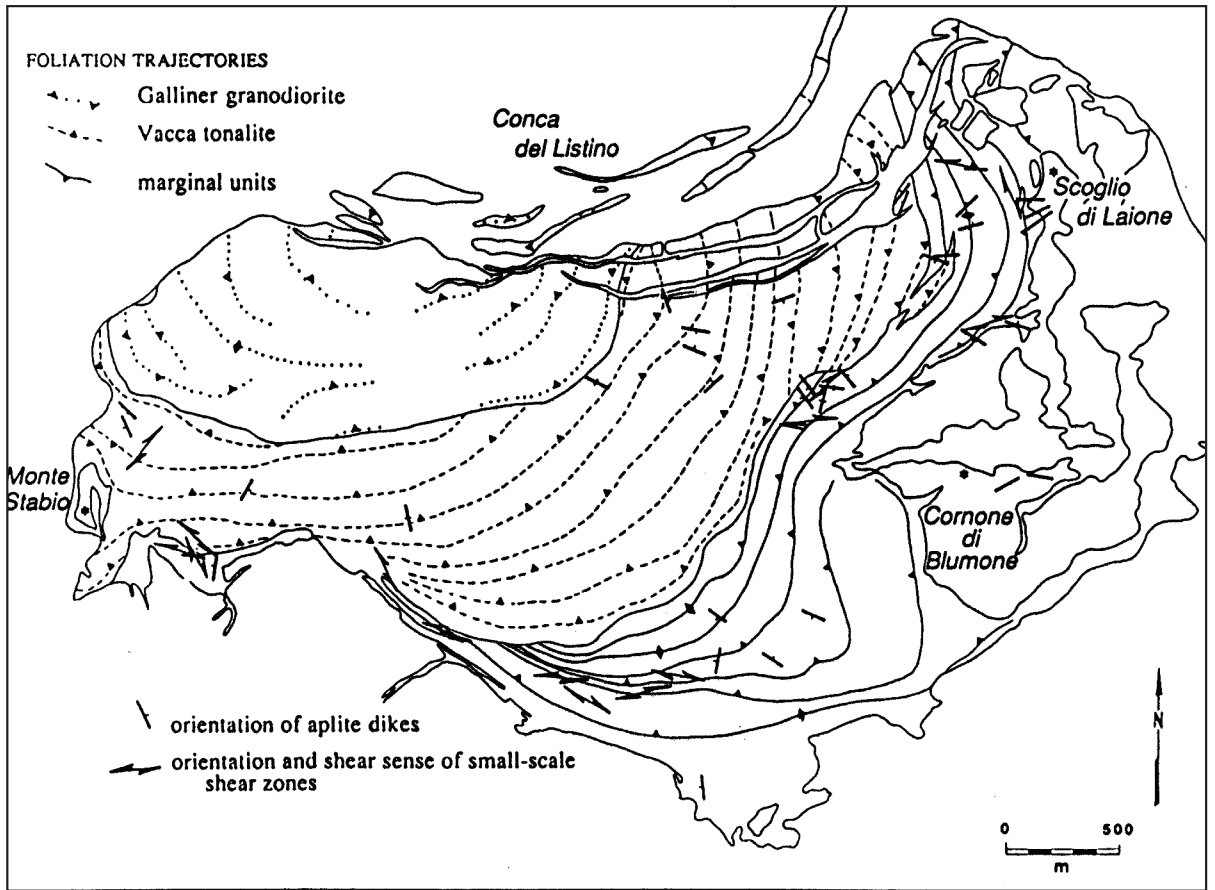 FOLIATION TRAJECTORIES
Galliner granodiorite
Vacca tonalite
marginal units
Conca
del Listino
Scoglio
di Laione
Monte
Stabio
Cornone
di
Blumone
orientation of aplite dikes
orientation and shear sense of small-scale
shear zones
N
0 500
m